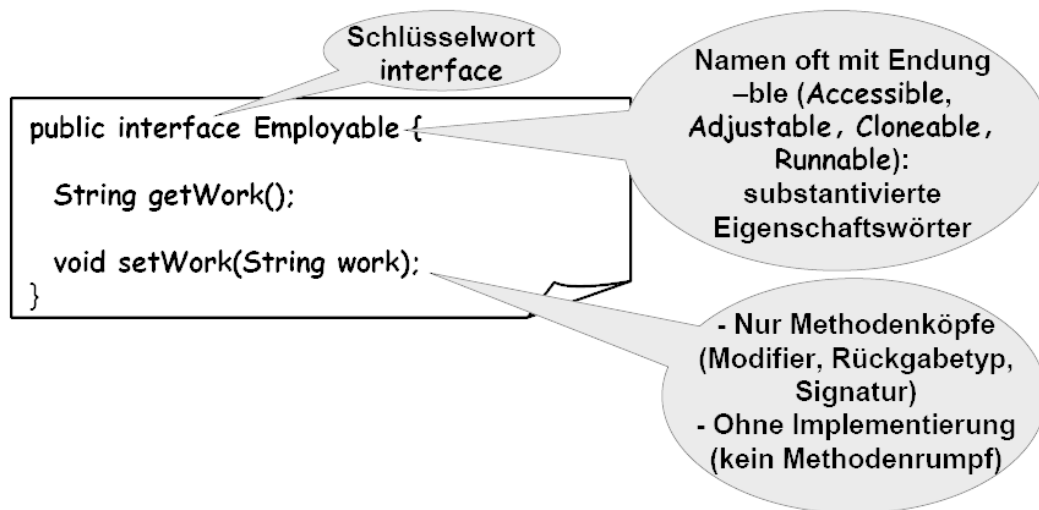 Schlüsselwort
interface
Namen oft mit Endung
–ble (Accessible,
Adjustable, Cloneable,
Runnable):
substantivierte
Eigenschaftswörter
public interface Employable {
String getWork();
void setWork(String work);
}
- Nur Methodenköpfe
(Modifier, Rückgabetyp,
Signatur)
- Ohne Implementierung
(kein Methodenrumpf)